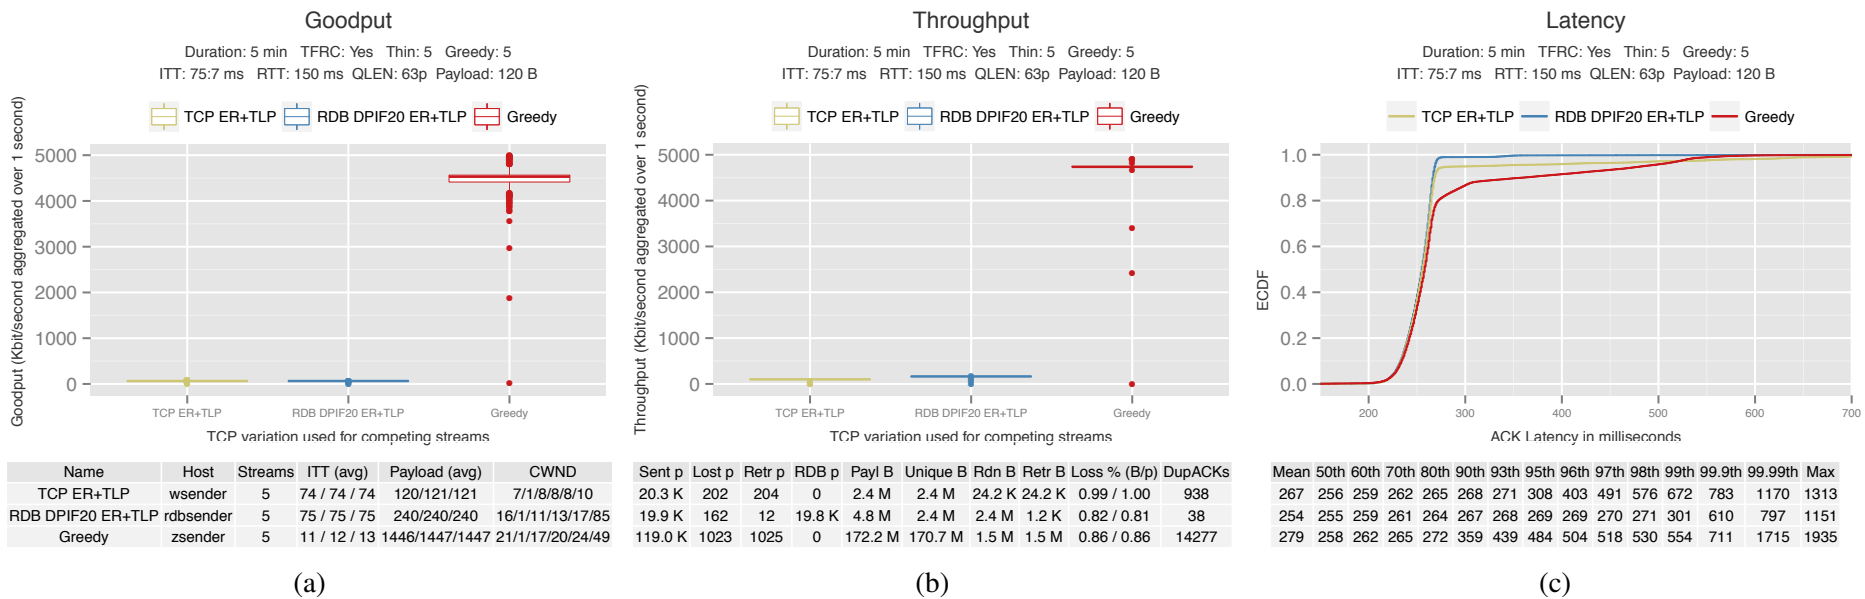 Goodput
Duration: 5 min TFRC: Yes Thin: 5 Greedy: 5
ITT: 75:7 ms RTT: 150 ms QLEN: 63p Payload: 120 B
TCP ER+TLP RDB DPIF20 ER+TLP Greedy
Goodput (Kbit/second aggregated over 1 second)
5000
4000
3000
2000
1000
0
TCP ER+TLP RDB DPIF20 ER+TLP Greedy
TCP variation used for competing streams
Name Host Streams ITT (avg) Payload (avg) CWND
TCP ER+TLP wsender 5 74 / 74 / 74 120/121/121 7/1/8/8/8/10
RDB DPIF20 ER+TLP rdbsender 5 75 / 75 / 75 240/240/240 16/1/11/13/17/85
Greedy zsender 5 11 / 12 / 13 1446/1447/1447 21/1/17/20/24/49
(a)
Throughput
Duration: 5 min TFRC: Yes Thin: 5 Greedy: 5
ITT: 75:7 ms RTT: 150 ms QLEN: 63p Payload: 120 B
TCP ER+TLP RDB DPIF20 ER+TLP Greedy
Throughput (Kbit/second aggregated over 1 second)
5000
4000
3000
2000
1000
0
TCP ER+TLP RDB DPIF20 ER+TLP Greedy
TCP variation used for competing streams
Sent p Lost p Retr p RDB p Payl B Unique B Rdn B Retr B Loss % (B/p) DupACKs
20.3 K 202 204 0 2.4 M 2.4 M 24.2 K 24.2 K 0.99 / 1.00 938
19.9 K 162 12 19.8 K 4.8 M 2.4 M 2.4 M 1.2 K 0.82 / 0.81 38
119.0 K 1023 1025 0 172.2 M 170.7 M 1.5 M 1.5 M 0.86 / 0.86 14277
(b)
Latency
Duration: 5 min TFRC: Yes Thin: 5 Greedy: 5
ITT: 75:7 ms RTT: 150 ms QLEN: 63p Payload: 120 B
TCP ER+TLP RDB DPIF20 ER+TLP Greedy
ECDF
1.0
0.8
0.6
0.4
0.2
0.0
200 300 400 500 600 700
ACK Latency in milliseconds
Mean 50th 60th 70th 80th 90th 93th 95th 96th 97th 98th 99th 99.9th 99.99th Max
267 256 259 262 265 268 271 308 403 491 576 672 783 1170 1313
254 255 259 261 264 267 268 269 269 270 271 301 610 797 1151
279 258 262 265 272 359 439 484 504 518 530 554 711 1715 1935
(c)